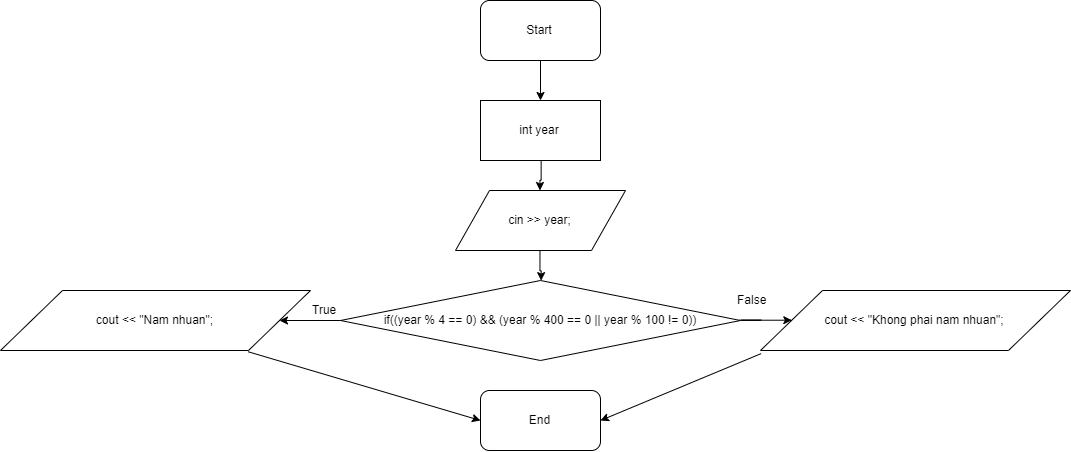 Start
int year
cin >> year;
True
False
cout << "Nam nhuan";
if((year % 4 == 0) && (year % 400 == 0 || year % 100 != 0))
cout << "Khong phai nam nhuan";
End